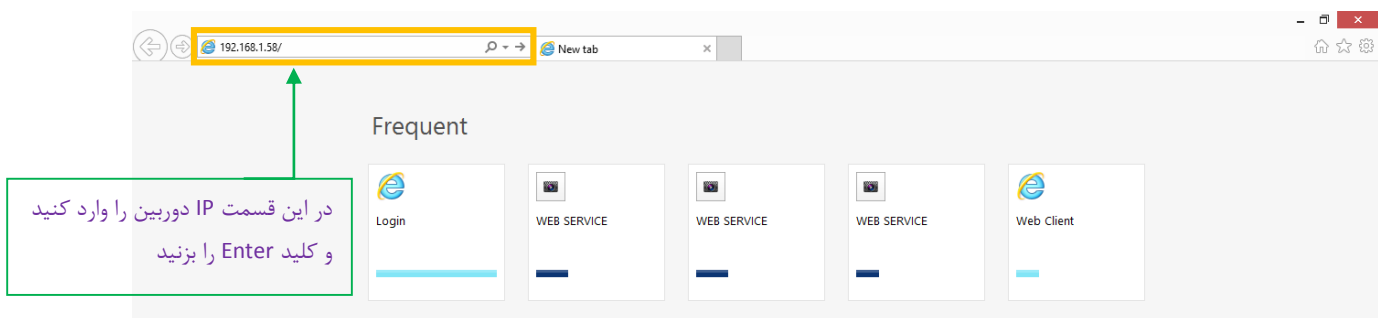 192.168.1.58/
New tab
Frequent
Login
WEB SERVICE
WEB SERVICE
WEB SERVICE
Web Client
در این قسمت IP دوربین را وارد کنید
و کلید Enter را بزنید